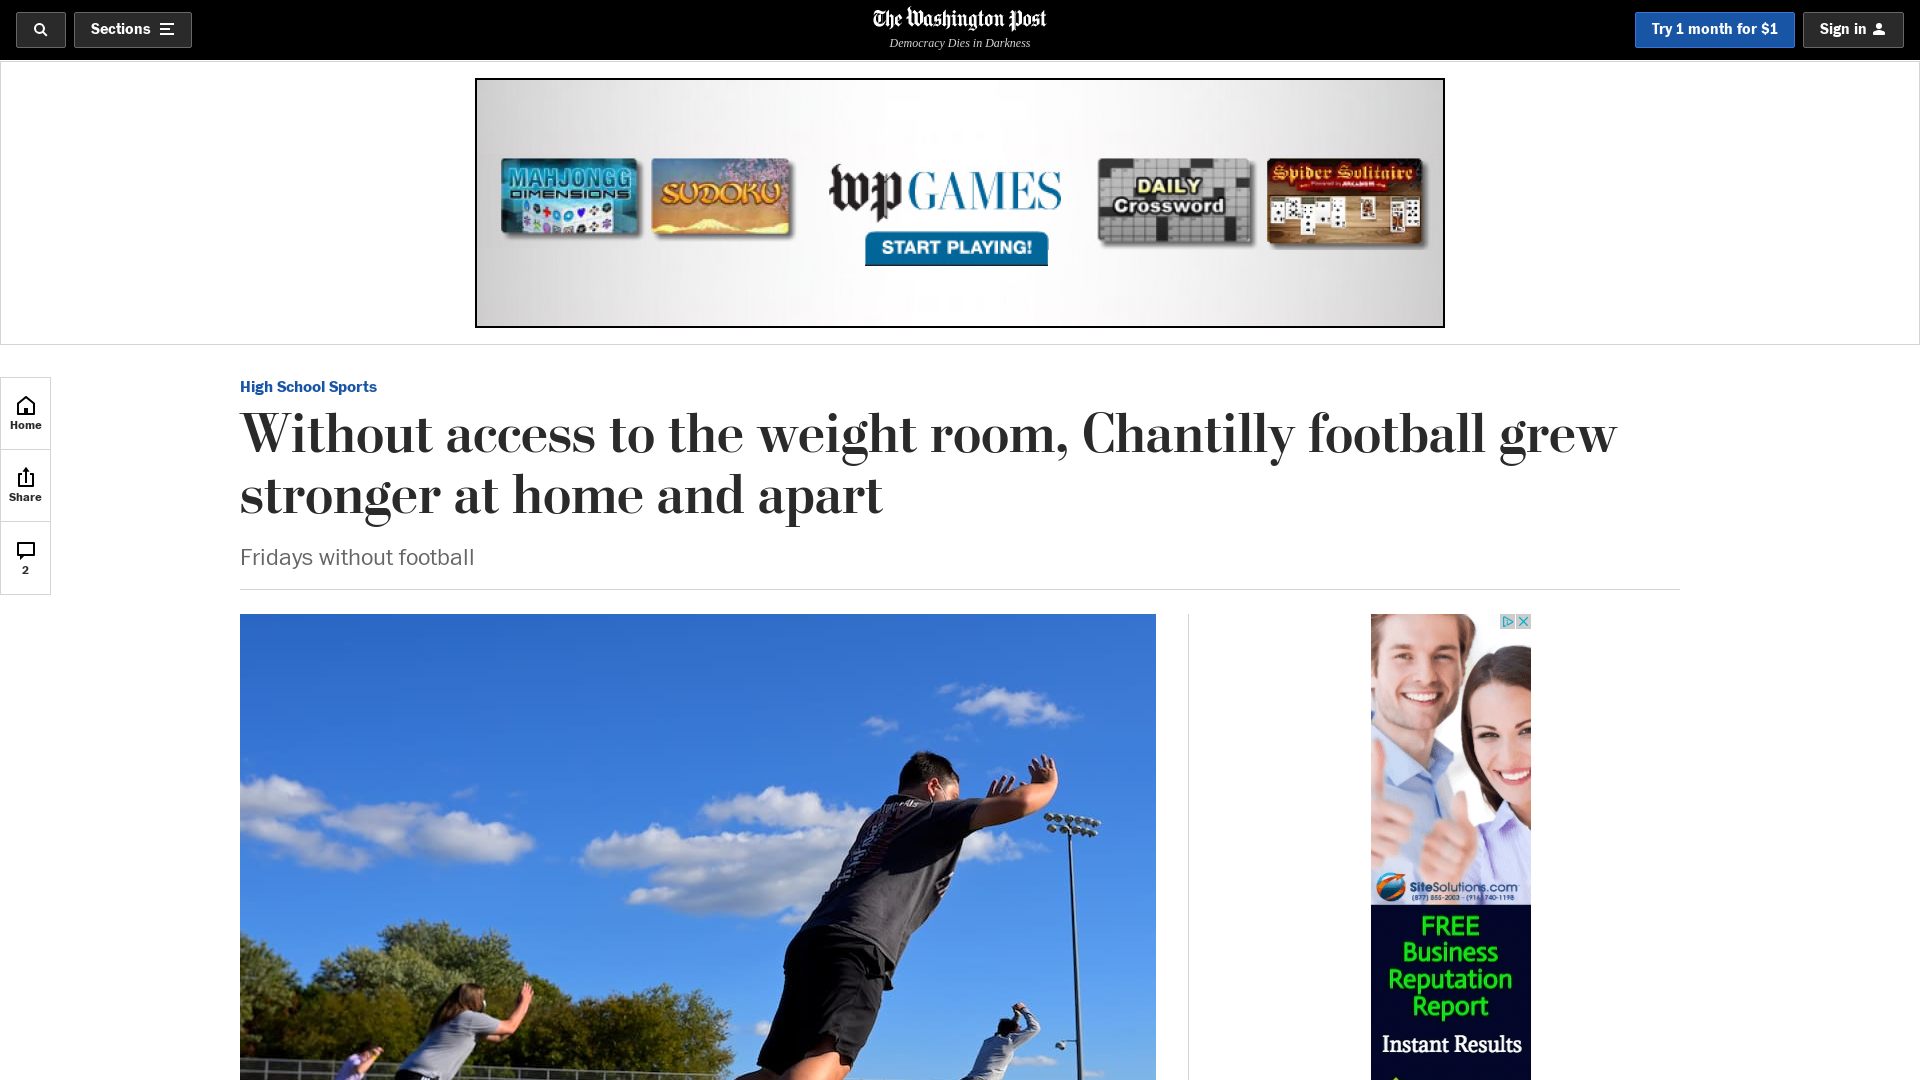 Sections
The Washington Post
Democracy Dies in Darkness
Try 1 month for $1
Sign in
MAHJONGG
DIMENSIONS
SUDOKU
wp GAMES
START PLAYING!
DAILY
Crossword
Spider Solitaire
Home
Share
2
High School Sports
Without access to the weight room, Chantilly football grew
stronger at home and apart
Fridays without football
SiteSolutions.com
FREE
Business
Reputation
Report
Instant Results